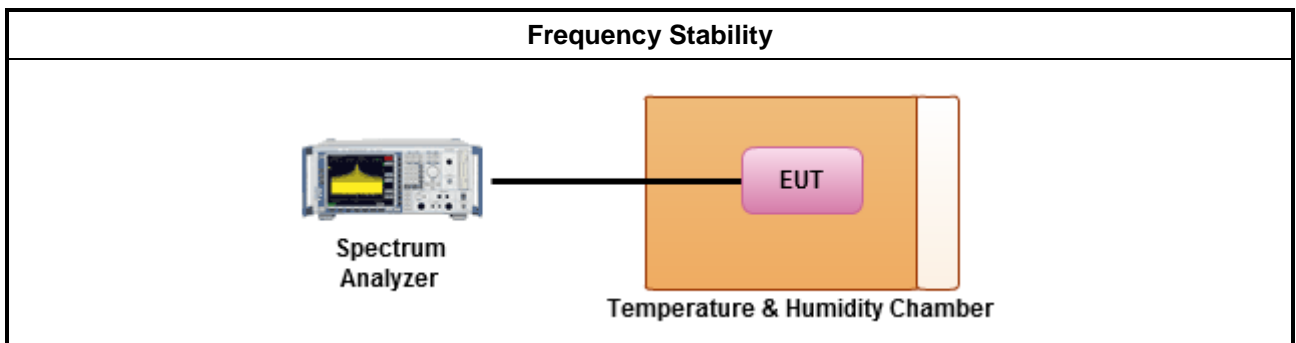 Frequency Stability
EUT
Spectrum
Analyzer
Temperature & Humidity Chamber